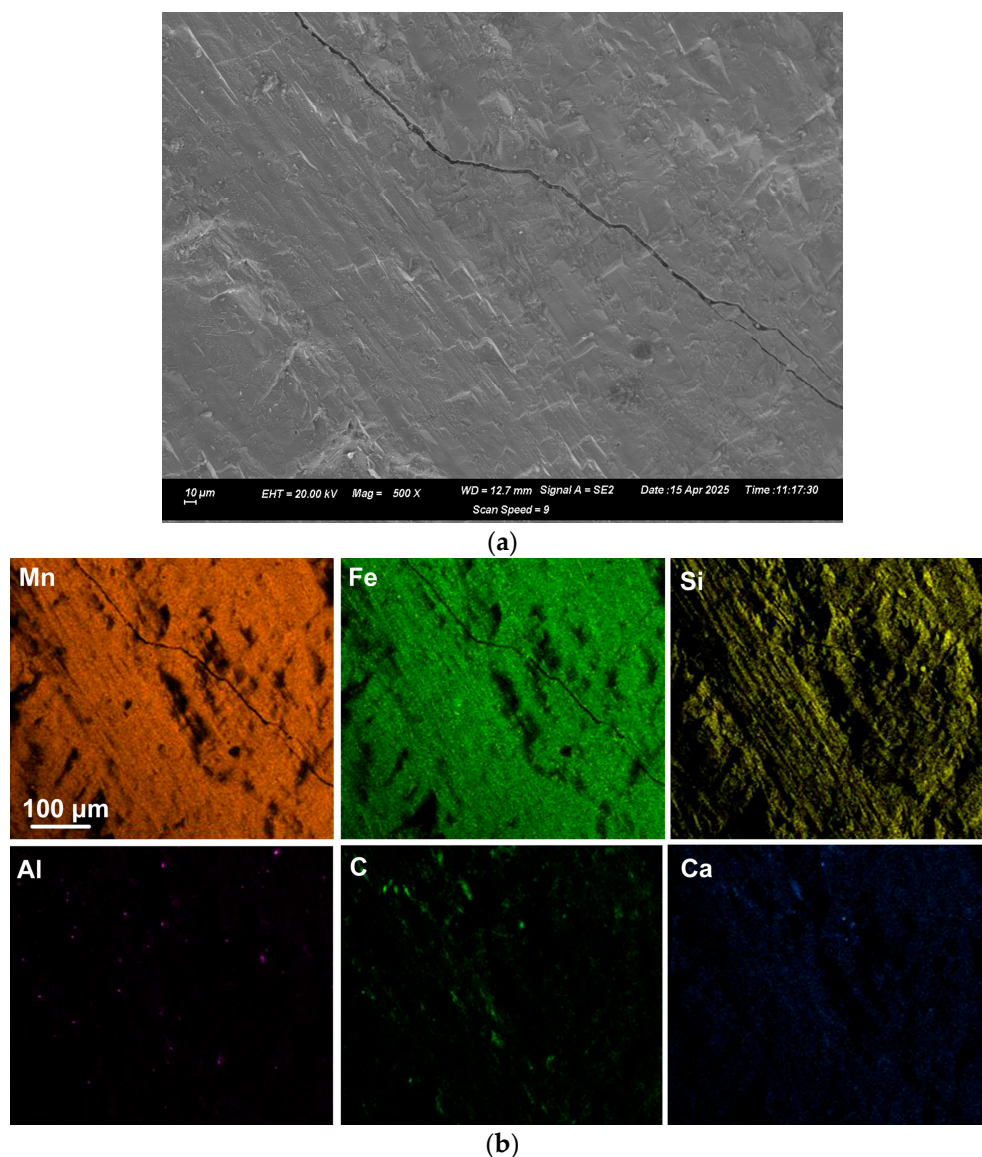 10 µm EHT = 20.00 kV Mag = 500 X WD = 12.7 mm Signal A = SE2 Date :15 Apr 2025 Time :11:17:30
Scan Speed = 9
(a)
Mn Fe Si
100 µm
Al C Ca
(b)